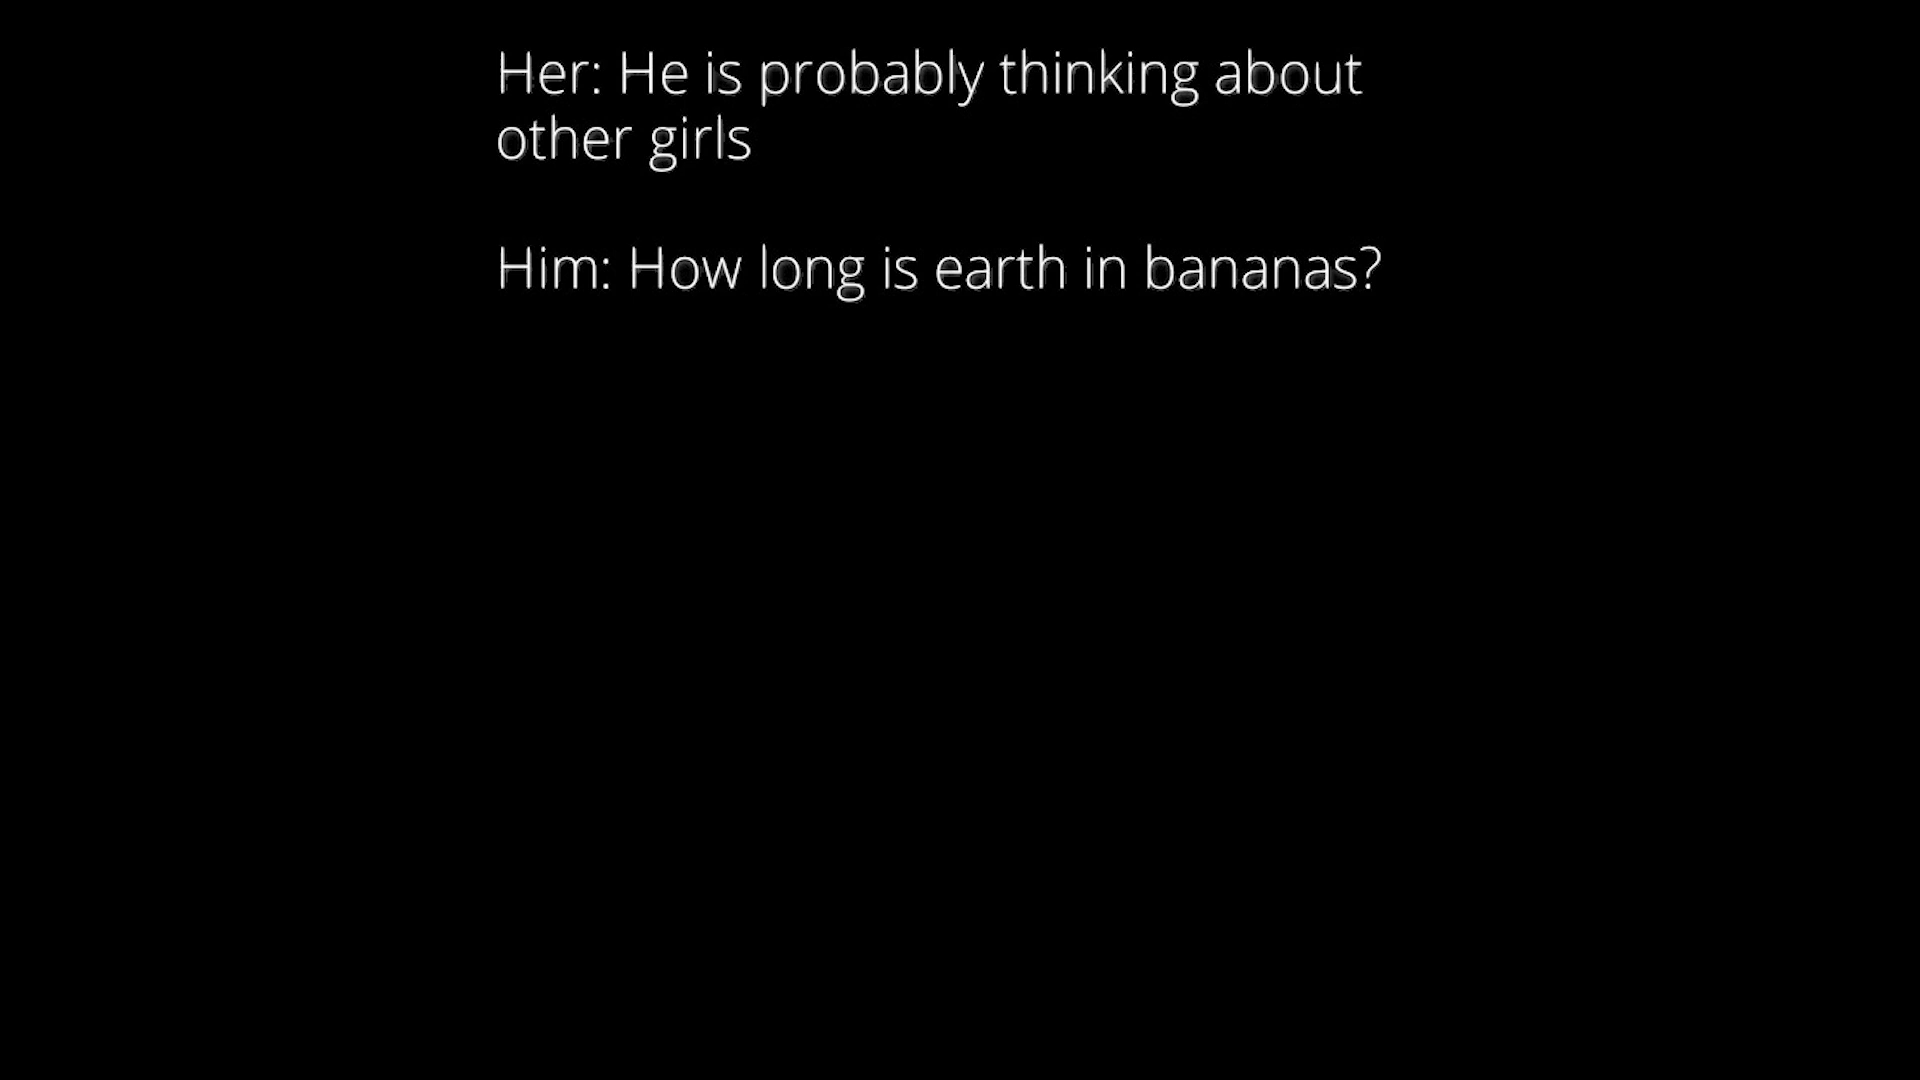 Her: He is probably thinking about
other girls
Him: How long is earth in bananas?